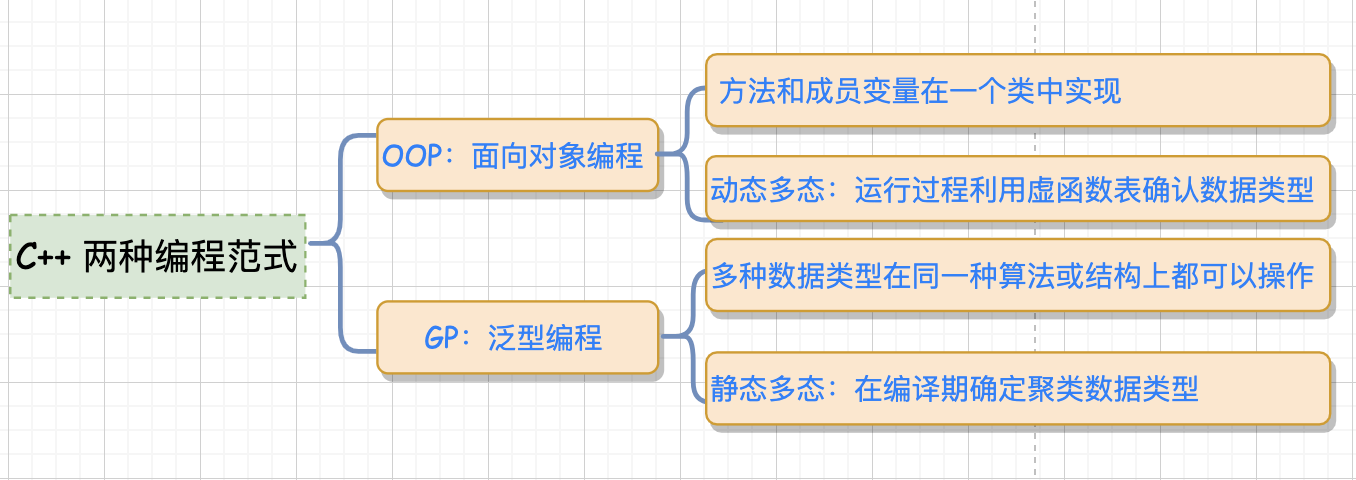 C++ 两种编程范式
OOP：面向对象编程
方法和成员变量在一个类中实现
动态多态：运行过程利用虚函数表确认数据类型
GP：泛型编程
多种数据类型在同一种算法或结构上都可以操作
静态多态：在编译期确定聚类数据类型